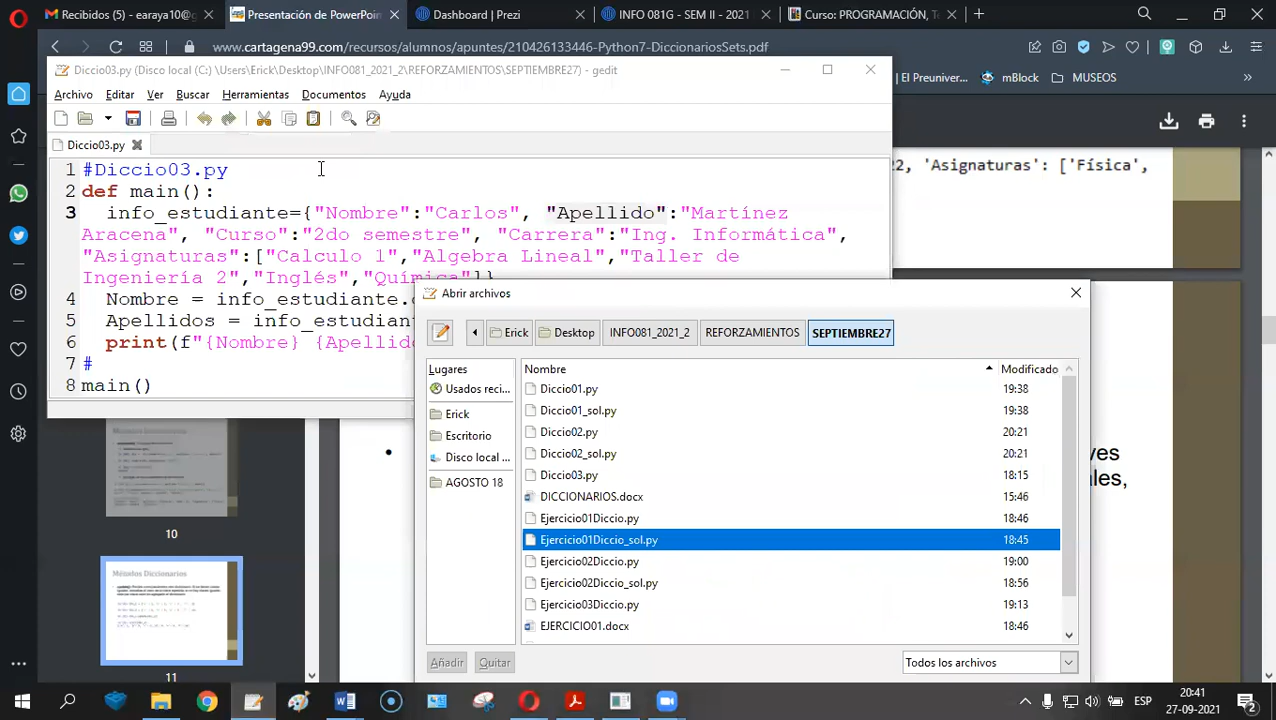 Recibidos (5) - earaya10@g
Presentación de PowerPoin
Dashboard | Prezi
INFO 081G - SEM II - 2021
Curso: PROGRAMACIÓN, Te
www.cartagena99.com/recursos/alumnos/apuntes/210426133446-Python7-DiccionariosSets.pdf
El Preuniver...
mBlock
MUSEOS
Diccio03.py (Disco local (C:) \Users\Erick\Desktop\INFO081_2021_2\REFORZAMIENTOS\SEPTIEMBRE27) - gedit
Archivo Editar Ver Buscar Herramientas Documentos Ayuda
Diccio03.py
1 #Diccio03.py
2 def main():
3 info_estudiante={"Nombre":"Carlos", "Apellido":"Martínez
Aracena", "Curso":"2do semestre", "Carrera":"Ing. Informática",
"Asignaturas":["Calculo 1","Algebra Lineal","Taller de
Ingeniería 2","Inglés","Química"]}
4 Nombre = info_estudiante.
5 Apellidos = info_estudiant
6 print(f"{Nombre} {Apellid
7 #
8 main()
22, 'Asignaturas': ['Física',
Abrir archivos
Erick
Desktop
INFO081_2021_2
REFORZAMIENTOS
SEPTIEMBRE27
Lugares
Usados reci...
Erick
Escritorio
Disco local ...
AGOSTO 18
Nombre Modificado
Diccio01.py 19:38
Diccio01_sol.py 19:38
Diccio02.py 20:21
Diccio02_sol.py 20:21
Diccio03.py 18:15
DICCIONARIOS.docx 15:46
Ejercicio01Diccio.py 18:46
Ejercicio01Diccio_sol.py 18:45
Ejercicio02Diccio.py 19:00
Ejercicio02Diccio_sol.py 18:56
Ejercicio03Diccio.py 19:13
EJERCICIO01.docx 18:46
Añadir
Quitar
Todos los archivos
ves
les,
10
Métodos Diccionarios
11
ESP
20:41
27-09-2021
2